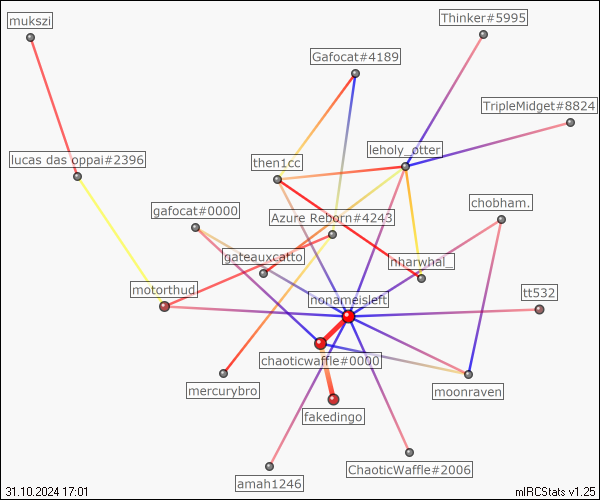 mukszi
Thinker#5995
Gafocat#4189
TripleMidget#8824
leholy_otter
lucas das oppai#2396
then1cc
chobham.
gafocat#0000
Azure Reborn#4243
gateauxcatto
nharwhal_
motorthud
nonameisleft
tt532
chaoticwaffle#0000
mercurybro
moonraven
fakedingo
ChaoticWaffle#2006
amah1246
31.10.2024 17:01
mIRCStats v1.25